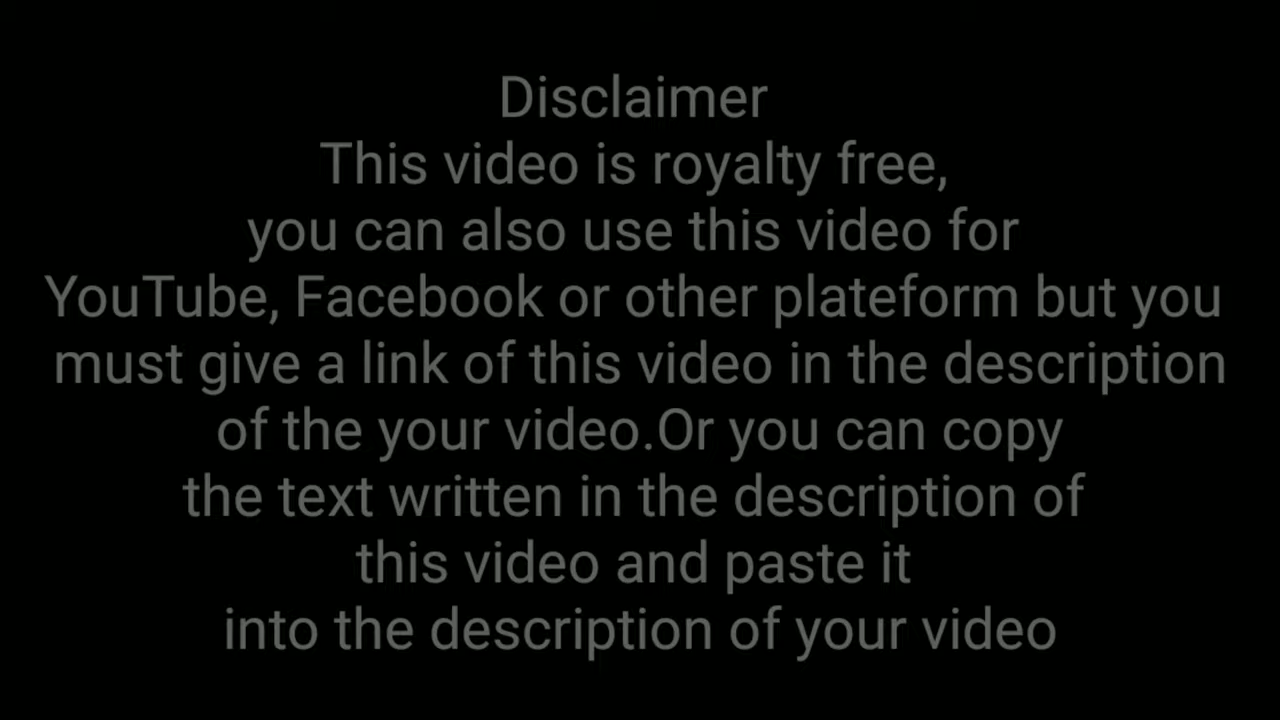 Disclaimer
This video is royalty free,
you can also use this video for
YouTube, Facebook or other plateform but you
must give a link of this video in the description
of the your video.Or you can copy
the text written in the description of
this video and paste it
into the description of your video